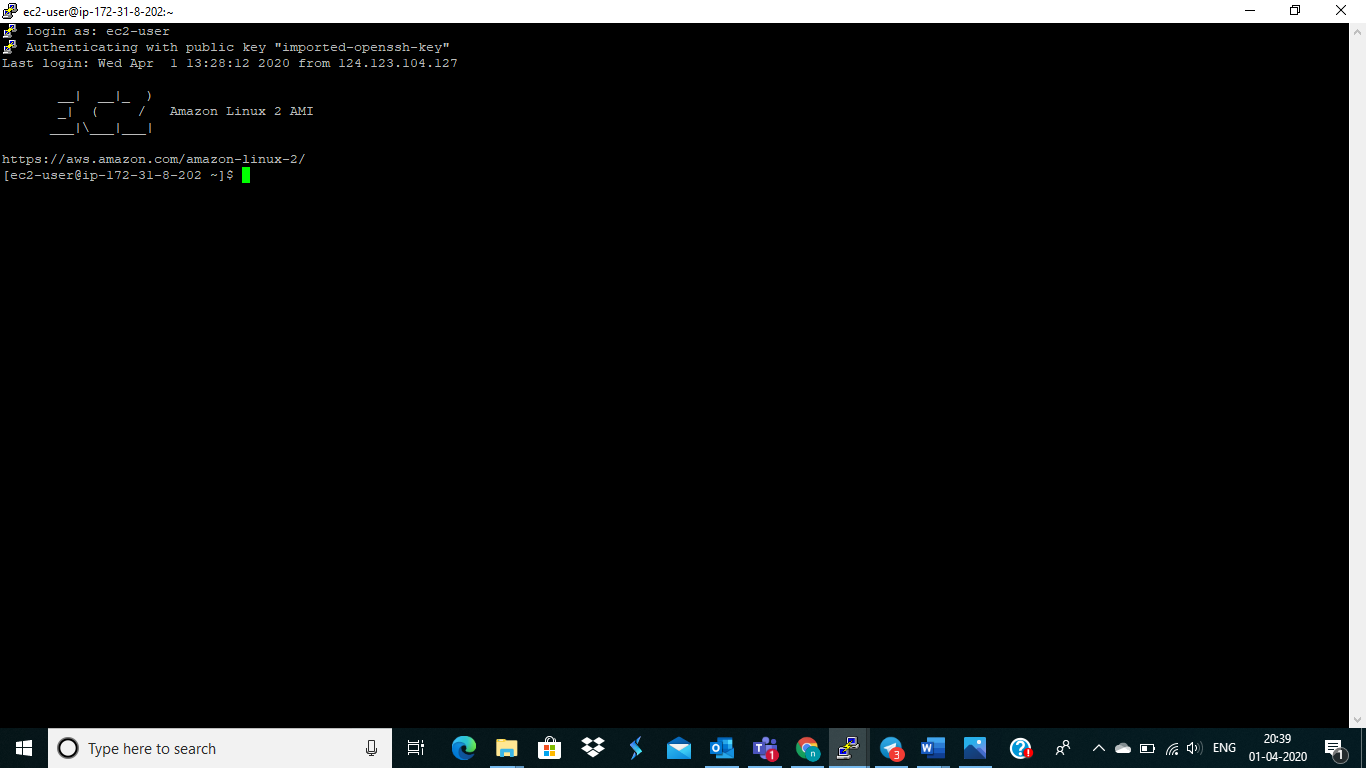 ec2-user@ip-172-31-8-202:~
login as: ec2-user
Authenticating with public key "imported-openssh-key"
Last login: Wed Apr  1 13:28:12 2020 from 124.123.104.127
       __|  __|_  )
       _|  (     /   Amazon Linux 2 AMI
      ___|\___|___|
https://aws.amazon.com/amazon-linux-2/
[ec2-user@ip-172-31-8-202 ~]$
Type here to search
1
n
3
ENG
20:39
01-04-2020
1